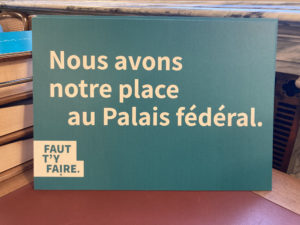 Nous avons
notre place
au Palais fédéral.
FAUT
T'Y
FAIRE.